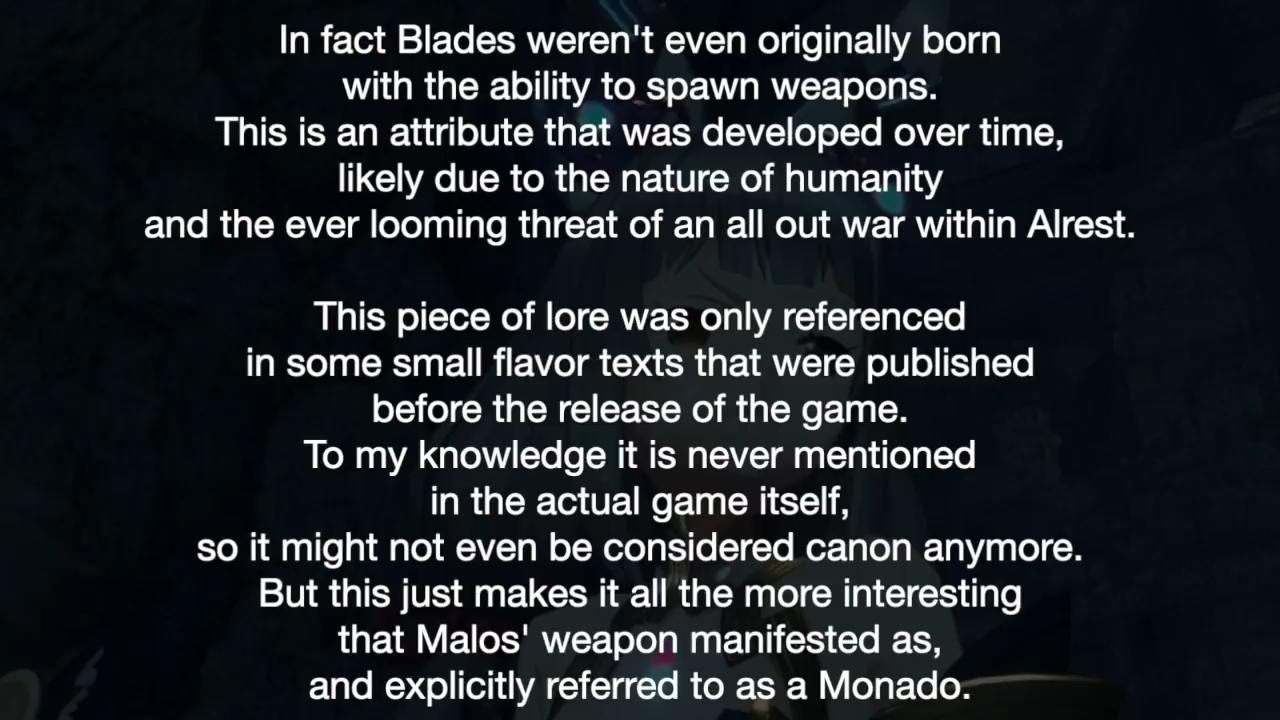 In fact Blades weren't even originally born
with the ability to spawn weapons.
This is an attribute that was developed over time,
likely due to the nature of humanity
and the ever looming threat of an all out war within Alrest.
This piece of lore was only referenced
in some small flavor texts that were published
before the release of the game.
To my knowledge it is never mentioned
in the actual game itself,
so it might not even be considered canon anymore.
But this just makes it all the more interesting
that Malos' weapon manifested as,
and explicitly referred to as a Monado.